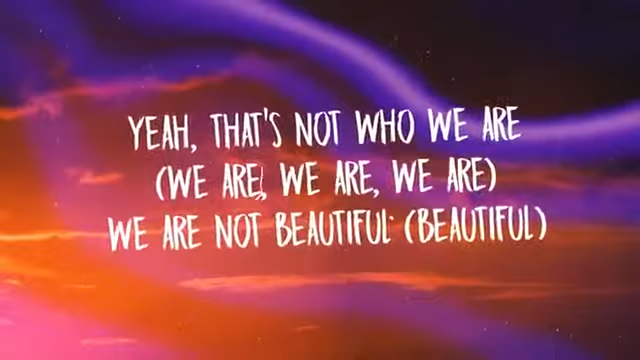 YEAH, THAT'S NOT WHO WE ARE
(WE ARE, WE ARE, WE ARE)
WE ARE NOT BEAUTIFUL (BEAUTIFUL)